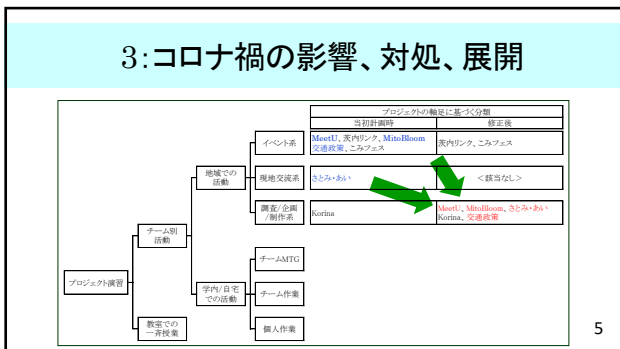 3:コロナ禍の影響、対処、展開
プロジェクトの軸足に基づく分類
当初計画時
修正後
イベント系
MeetU、茨内リンク、MitoBloom
交通政策、こみフェス
茨内リンク、こみフェス
地域での
活動
現地交流系
さとみ・あい
<該当なし>
調査/企画
/制作系
Korina
MeetU、MitoBloom、さとみ・あい
Korina、交通政策
チーム別
活動
チームMTG
プロジェクト演習
学内/自宅
での活動
チーム作業
教室での
一斉授業
個人作業
5